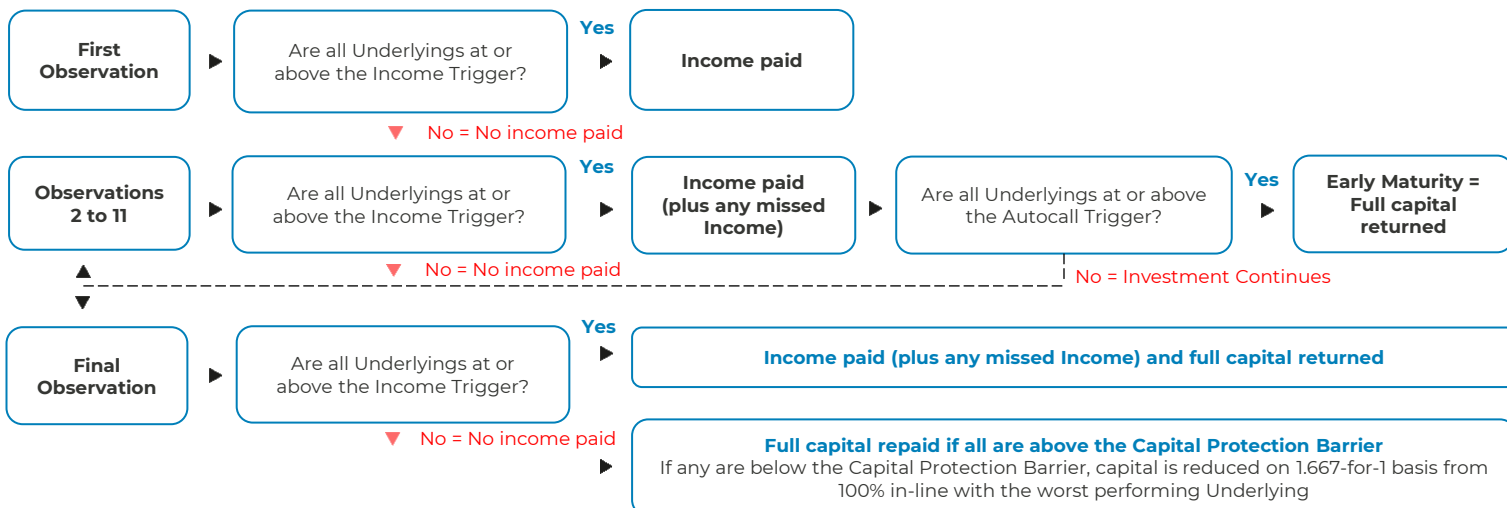 First
Observation
Are all Underlyings at or
above the Income Trigger?
Yes
Income paid
No = No income paid
Observations
2 to 11
Are all Underlyings at or
above the Income Trigger?
Yes
Income paid
(plus any missed
Income)
Are all Underlyings at or above
the Autocall Trigger?
Yes
Early Maturity =
Full capital
returned
No = No income paid
No = Investment Continues
Final
Observation
Are all Underlyings at or
above the Income Trigger?
Yes
Income paid (plus any missed Income) and full capital returned
No = No income paid
Full capital repaid if all are above the Capital Protection Barrier
If any are below the Capital Protection Barrier, capital is reduced on 1.667-for-1 basis from
100% in-line with the worst performing Underlying